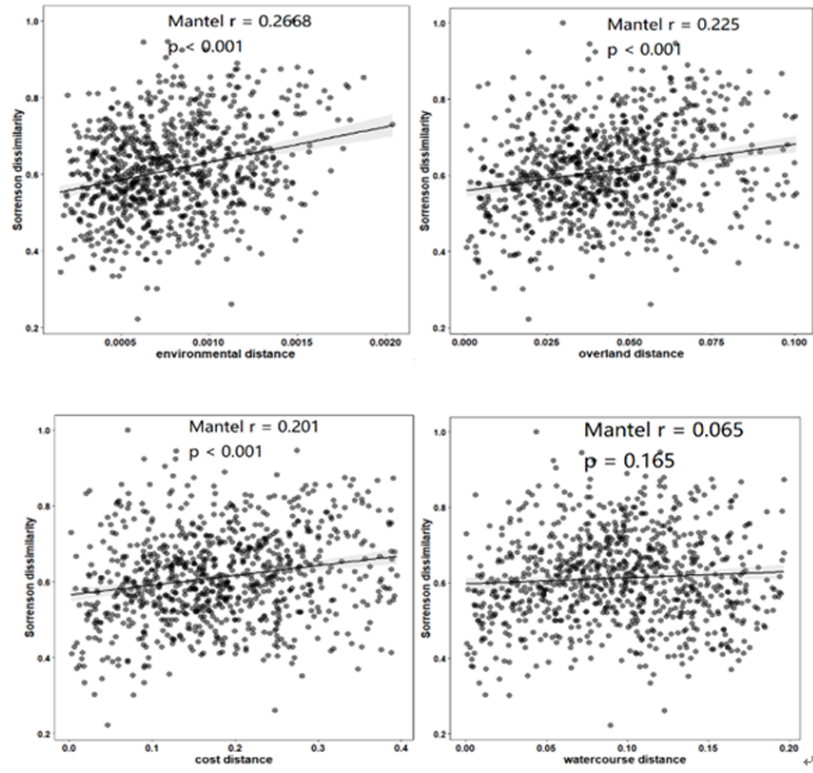 Mantel r = 0.2668
p < 0.001
Sorrenson dissimilarity
1.0
0.8
0.6
0.4
0.2
0.0005 0.0010 0.0015 0.0020
environmental distance
Mantel r = 0.225
p < 0.001
Sorrenson dissimilarity
1.0
0.8
0.6
0.4
0.2
0.000 0.025 0.050 0.075 0.100
overland distance
Mantel r = 0.201
p < 0.001
Sorrenson dissimilarity
1.0
0.8
0.6
0.4
0.2
0.0 0.1 0.2 0.3 0.4
cost distance
Mantel r = 0.065
p = 0.165
Sorrenson dissimilarity
1.0
0.8
0.6
0.4
0.2
0.00 0.05 0.10 0.15 0.20
watercourse distance